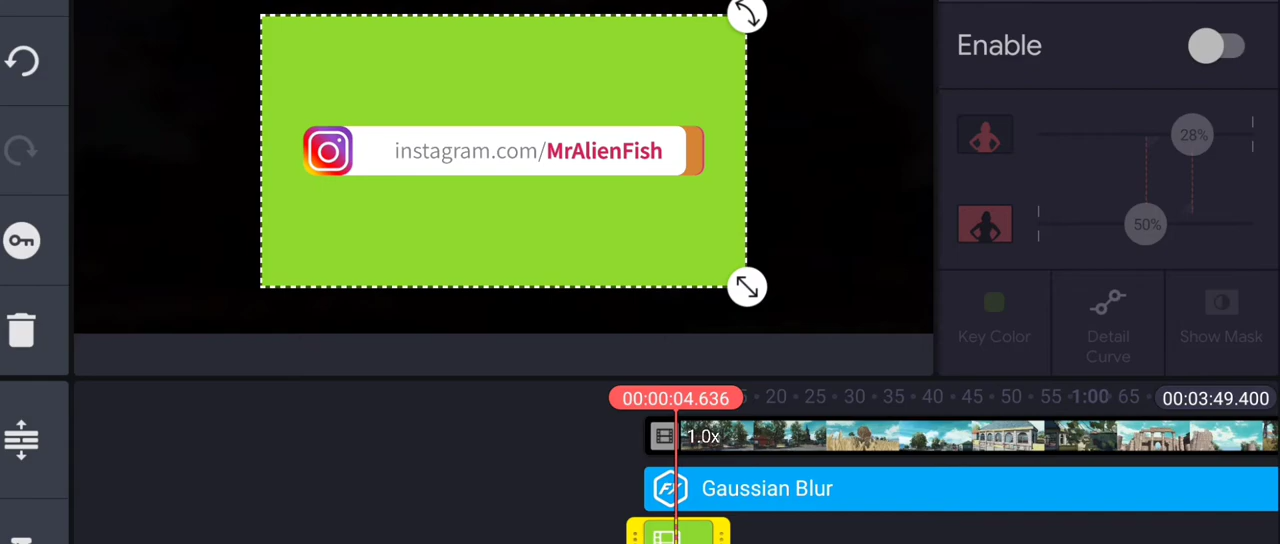 Enable
instagram.com/MrAlienFish
28%
50%
Key Color
Detail
Curve
Show Mask
00:00:04.636
5 20 25 30 35 40 45 50 55 1:00 65
00:03:49.400
1.0x
Gaussian Blur